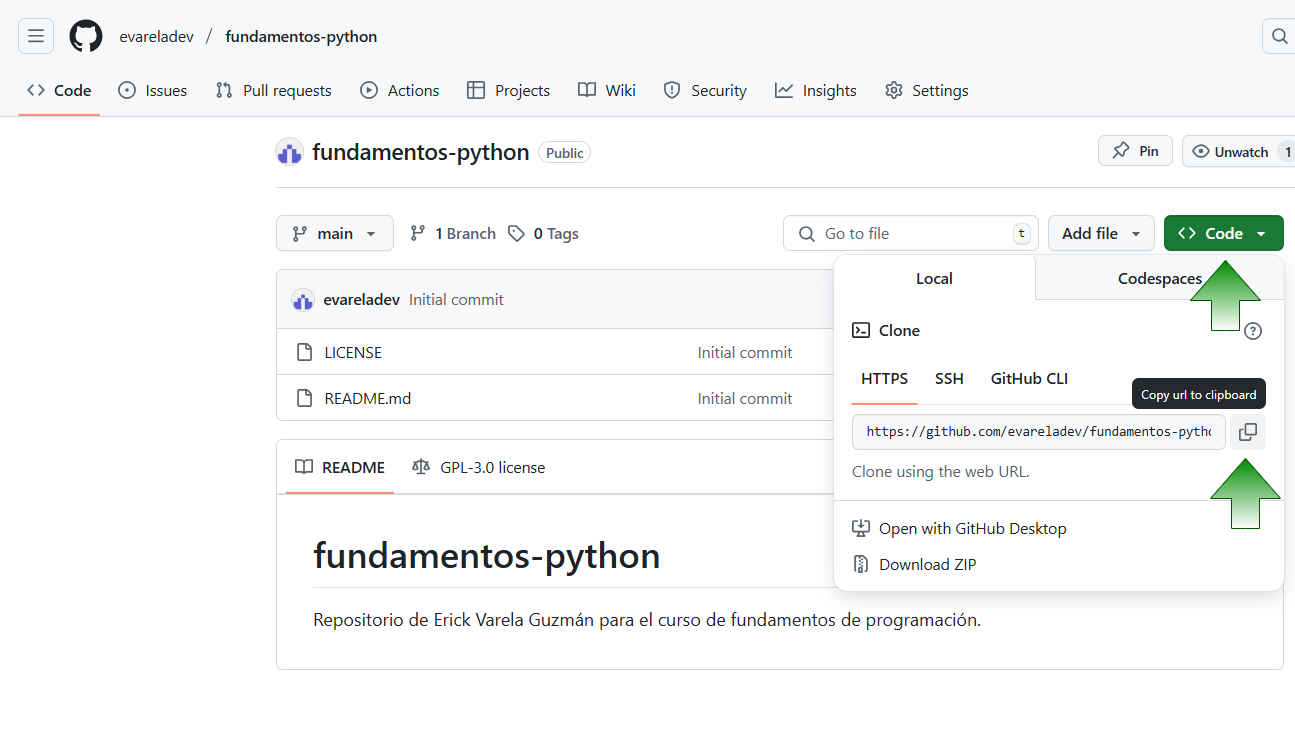 evareladev / fundamentos-python
Code Issues Pull requests Actions Projects Wiki Security Insights Settings
fundamentos-python Public
Pin Unwatch 1
main 1 Branch 0 Tags Go to file t Add file Code
Local Codespaces
evareladev Initial commit
Clone
LICENSE Initial commit
HTTPS SSH GitHub CLI
Copy url to clipboard
README.md Initial commit
https://github.com/evareladev/fundamentos-pytho
README GPL-3.0 license
Clone using the web URL.
Open with GitHub Desktop
Download ZIP
fundamentos-python
Repositorio de Erick Varela Guzmán para el curso de fundamentos de programación.